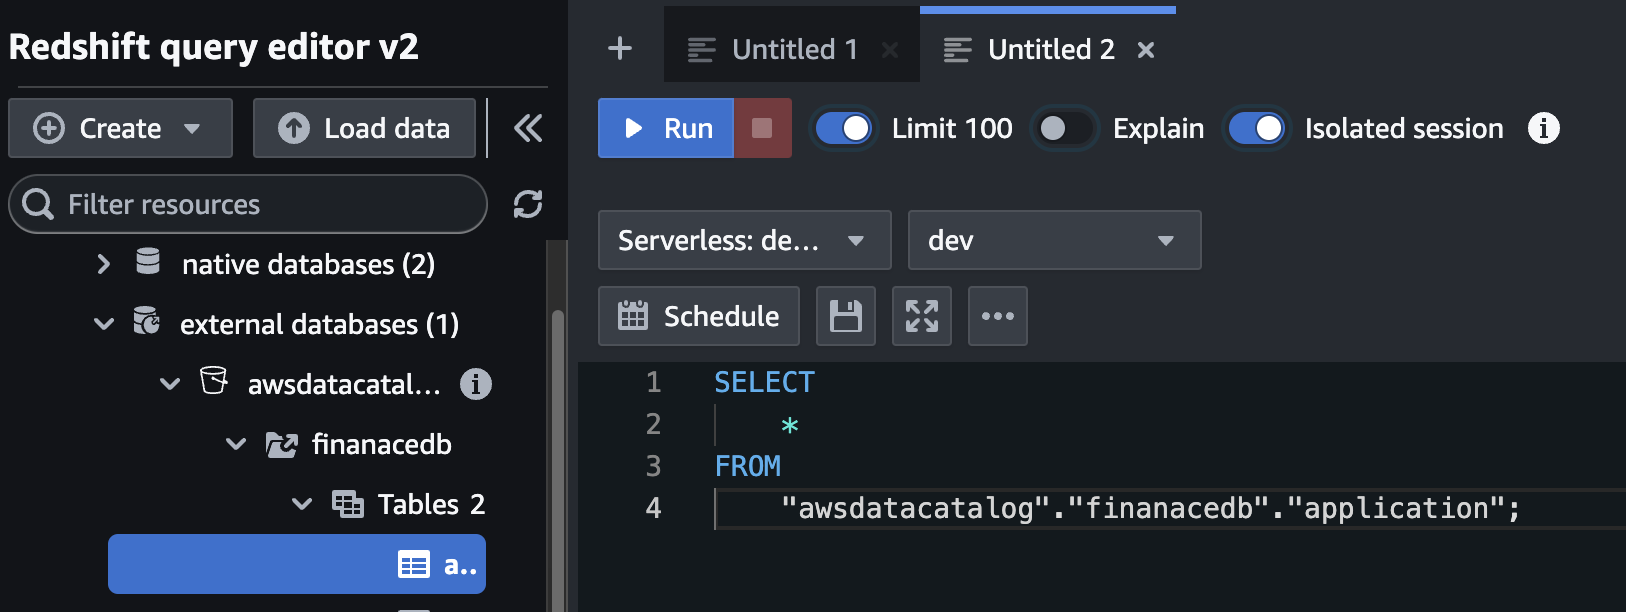 Redshift query editor v2
Create
Load data
Filter resources
native databases (2)
external databases (1)
awsdatacatal...
finanacedb
Tables 2
a..
Untitled 1
Untitled 2
Run
Limit 100
Explain
Isolated session
Serverless: de...
dev
Schedule
1 SELECT
2 *
3 FROM
4 "awsdatacatalog"."finanacedb"."application";